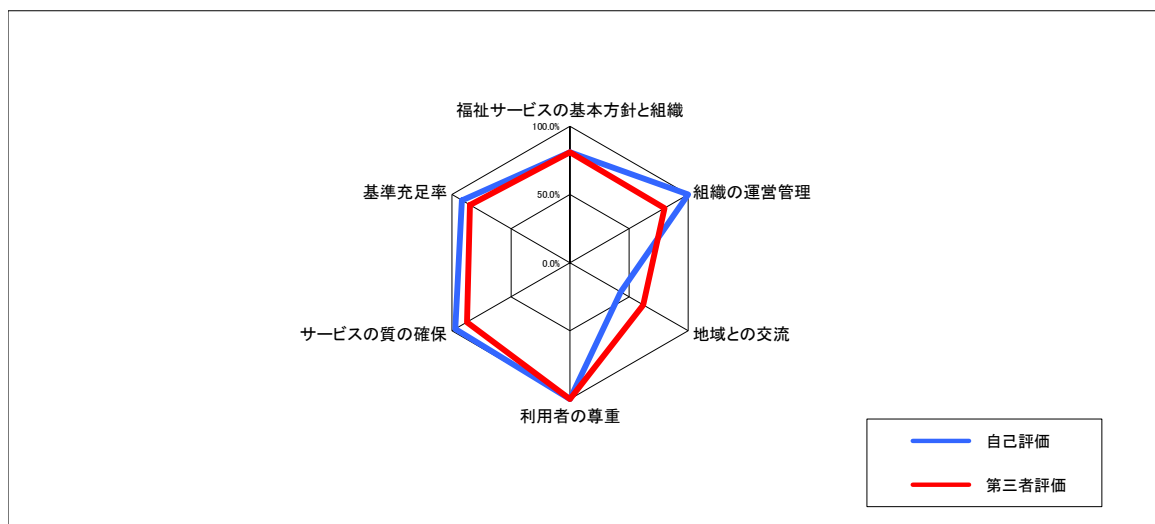 福祉サービスの基本方針と組織
100.0%
基準充足率
組織の運営管理
50.0%
0.0%
サービスの質の確保
地域との交流
利用者の尊重
自己評価
第三者評価